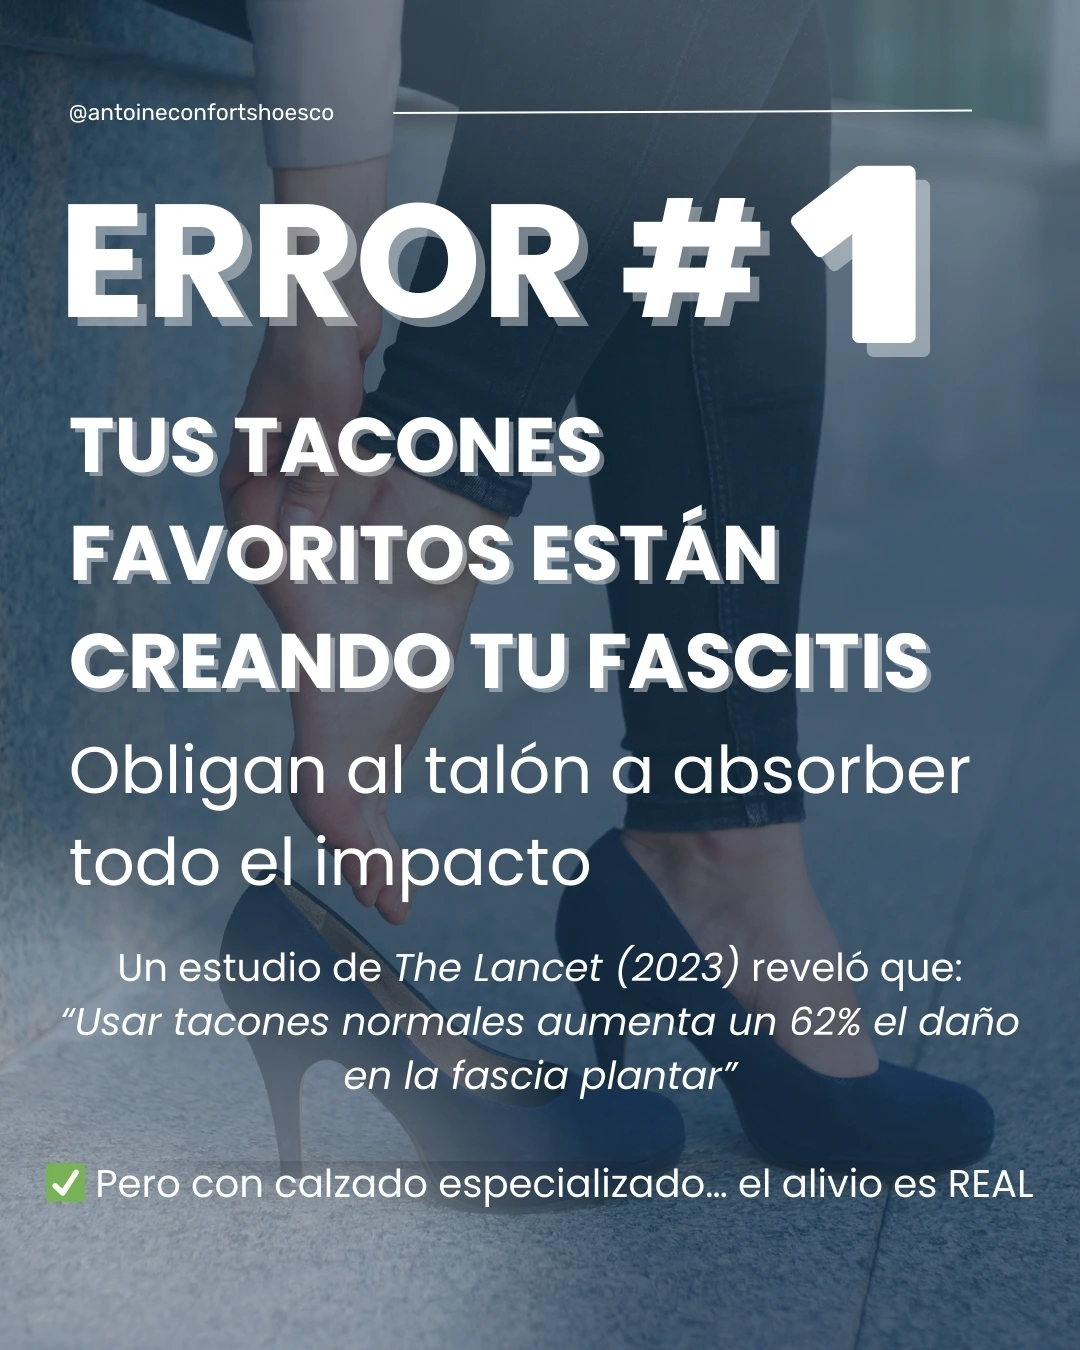 @antoineconfortshoesco
ERROR #1
TUS TACONES
FAVORITOS ESTÁN
CREANDO TU FASCITIS
Obligan al talón a absorber
todo el impacto
Un estudio de The Lancet (2023) reveló que:
“Usar tacones normales aumenta un 62% el daño
en la fascia plantar”
✅ Pero con calzado especializado... el alivio es REAL